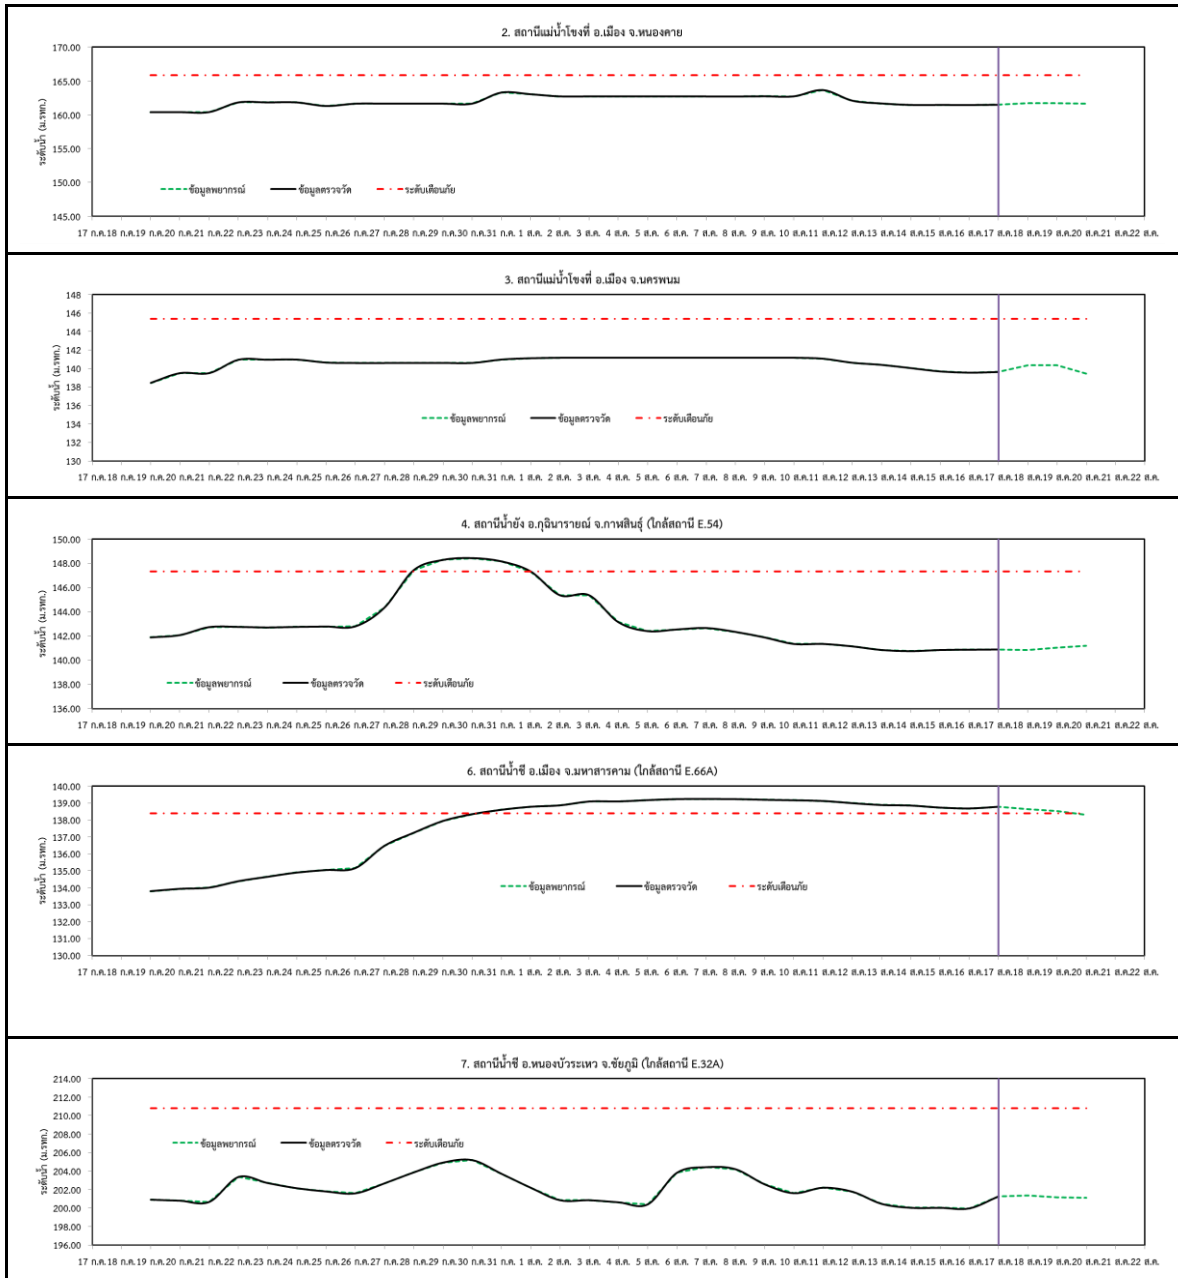 2. สถานีแม่น้ำโขงที่ อ.เมือง จ.หนองคาย
170.00
165.00
160.00
155.00
150.00
145.00
ระดับน้ำ (ม.รทก.)
ข้อมูลพยากรณ์ ข้อมูลตรวจวัด ระดับเตือนภัย
17 ก.ค.18 ก.ค.19 ก.ค.20 ก.ค.21 ก.ค.22 ก.ค.23 ก.ค.24 ก.ค.25 ก.ค.26 ก.ค.27 ก.ค.28 ก.ค.29 ก.ค.30 ก.ค.31 ก.ค. 1 ส.ค. 2 ส.ค. 3 ส.ค. 4 ส.ค. 5 ส.ค. 6 ส.ค. 7 ส.ค. 8 ส.ค. 9 ส.ค. 10 ส.ค.11 ส.ค.12 ส.ค.13 ส.ค.14 ส.ค.15 ส.ค.16 ส.ค.17 ส.ค.18 ส.ค.19 ส.ค.20 ส.ค.21 ส.ค.22 ส.ค.
3. สถานีแม่น้ำโขงที่ อ.เมือง จ.นครพนม
148
146
144
142
140
138
136
134
132
130
ระดับน้ำ (ม.รทก.)
ข้อมูลพยากรณ์ ข้อมูลตรวจวัด ระดับเตือนภัย
17 ก.ค.18 ก.ค.19 ก.ค.20 ก.ค.21 ก.ค.22 ก.ค.23 ก.ค.24 ก.ค.25 ก.ค.26 ก.ค.27 ก.ค.28 ก.ค.29 ก.ค.30 ก.ค.31 ก.ค. 1 ส.ค. 2 ส.ค. 3 ส.ค. 4 ส.ค. 5 ส.ค. 6 ส.ค. 7 ส.ค. 8 ส.ค. 9 ส.ค. 10 ส.ค.11 ส.ค.12 ส.ค.13 ส.ค.14 ส.ค.15 ส.ค.16 ส.ค.17 ส.ค.18 ส.ค.19 ส.ค.20 ส.ค.21 ส.ค.22 ส.ค.
4. สถานีน้ำยัง อ.กุฉินารายณ์ จ.กาฬสินธุ์ (ใกล้สถานี E.54)
150.00
148.00
146.00
144.00
142.00
140.00
138.00
136.00
ระดับน้ำ (ม.รทก.)
ข้อมูลพยากรณ์ ข้อมูลตรวจวัด ระดับเตือนภัย
17 ก.ค.18 ก.ค.19 ก.ค.20 ก.ค.21 ก.ค.22 ก.ค.23 ก.ค.24 ก.ค.25 ก.ค.26 ก.ค.27 ก.ค.28 ก.ค.29 ก.ค.30 ก.ค.31 ก.ค. 1 ส.ค. 2 ส.ค. 3 ส.ค. 4 ส.ค. 5 ส.ค. 6 ส.ค. 7 ส.ค. 8 ส.ค. 9 ส.ค. 10 ส.ค.11 ส.ค.12 ส.ค.13 ส.ค.14 ส.ค.15 ส.ค.16 ส.ค.17 ส.ค.18 ส.ค.19 ส.ค.20 ส.ค.21 ส.ค.22 ส.ค.
6. สถานีน้ำชี อ.เมือง จ.มหาสารคาม (ใกล้สถานี E.66A)
140.00
139.00
138.00
137.00
136.00
135.00
134.00
133.00
132.00
131.00
130.00
ระดับน้ำ (ม.รทก.)
ข้อมูลพยากรณ์ ข้อมูลตรวจวัด ระดับเตือนภัย
17 ก.ค.18 ก.ค.19 ก.ค.20 ก.ค.21 ก.ค.22 ก.ค.23 ก.ค.24 ก.ค.25 ก.ค.26 ก.ค.27 ก.ค.28 ก.ค.29 ก.ค.30 ก.ค.31 ก.ค. 1 ส.ค. 2 ส.ค. 3 ส.ค. 4 ส.ค. 5 ส.ค. 6 ส.ค. 7 ส.ค. 8 ส.ค. 9 ส.ค. 10 ส.ค.11 ส.ค.12 ส.ค.13 ส.ค.14 ส.ค.15 ส.ค.16 ส.ค.17 ส.ค.18 ส.ค.19 ส.ค.20 ส.ค.21 ส.ค.22 ส.ค.
7. สถานีน้ำชี อ.หนองบัวระเหว จ.ชัยภูมิ (ใกล้สถานี E.32A)
214.00
212.00
210.00
208.00
206.00
204.00
202.00
200.00
198.00
196.00
ระดับน้ำ (ม.รทก.)
ข้อมูลพยากรณ์ ข้อมูลตรวจวัด ระดับเตือนภัย
17 ก.ค.18 ก.ค.19 ก.ค.20 ก.ค.21 ก.ค.22 ก.ค.23 ก.ค.24 ก.ค.25 ก.ค.26 ก.ค.27 ก.ค.28 ก.ค.29 ก.ค.30 ก.ค.31 ก.ค. 1 ส.ค. 2 ส.ค. 3 ส.ค. 4 ส.ค. 5 ส.ค. 6 ส.ค. 7 ส.ค. 8 ส.ค. 9 ส.ค. 10 ส.ค.11 ส.ค.12 ส.ค.13 ส.ค.14 ส.ค.15 ส.ค.16 ส.ค.17 ส.ค.18 ส.ค.19 ส.ค.20 ส.ค.21 ส.ค.22 ส.ค.